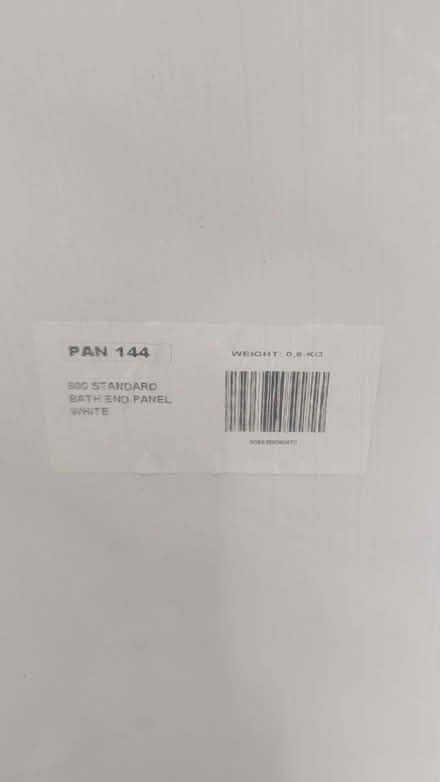 PAN 144
WEIGHT: 0,8 KG
800 STANDARD
BATH END PANEL
WHITE